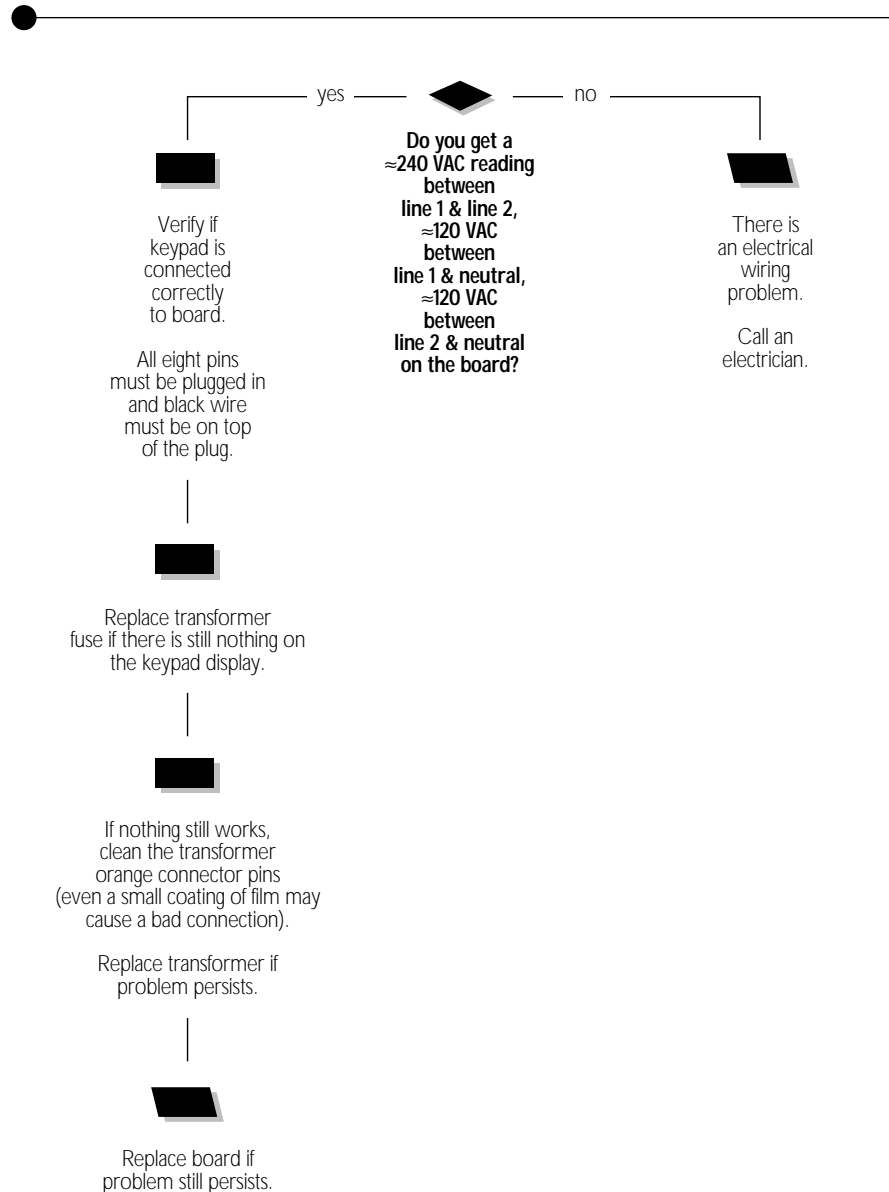 yes
no
Do you get a
≈240 VAC reading
between
line 1 & line 2,
≈120 VAC
between
line 1 & neutral,
≈120 VAC
between
line 2 & neutral
on the board?
Verify if
keypad is
connected
correctly
to board.
All eight pins
must be plugged in
and black wire
must be on top
of the plug.
There is
an electrical
wiring
problem.
Call an
electrician.
Replace transformer
fuse if there is still nothing on
the keypad display.
If nothing still works,
clean the transformer
orange connector pins
(even a small coating of film may
cause a bad connection).
Replace transformer if
problem persists.
Replace board if
problem still persists.